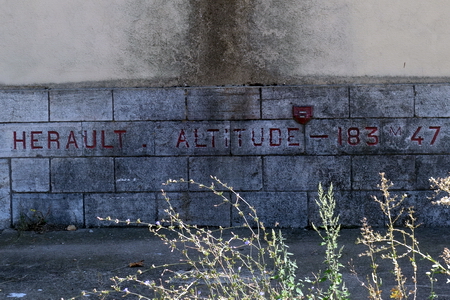 HERAULT. ALTITUDE - 183 M 47